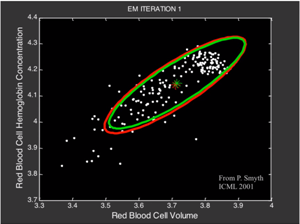 EM ITERATION 1
4.4
4.3
4.2
4.1
4
3.9
3.8
3.7
Red Blood Cell Hemoglobin Concentration
From P. Smyth
ICML 2001
3.3 3.4 3.5 3.6 3.7 3.8 3.9 4
Red Blood Cell Volume